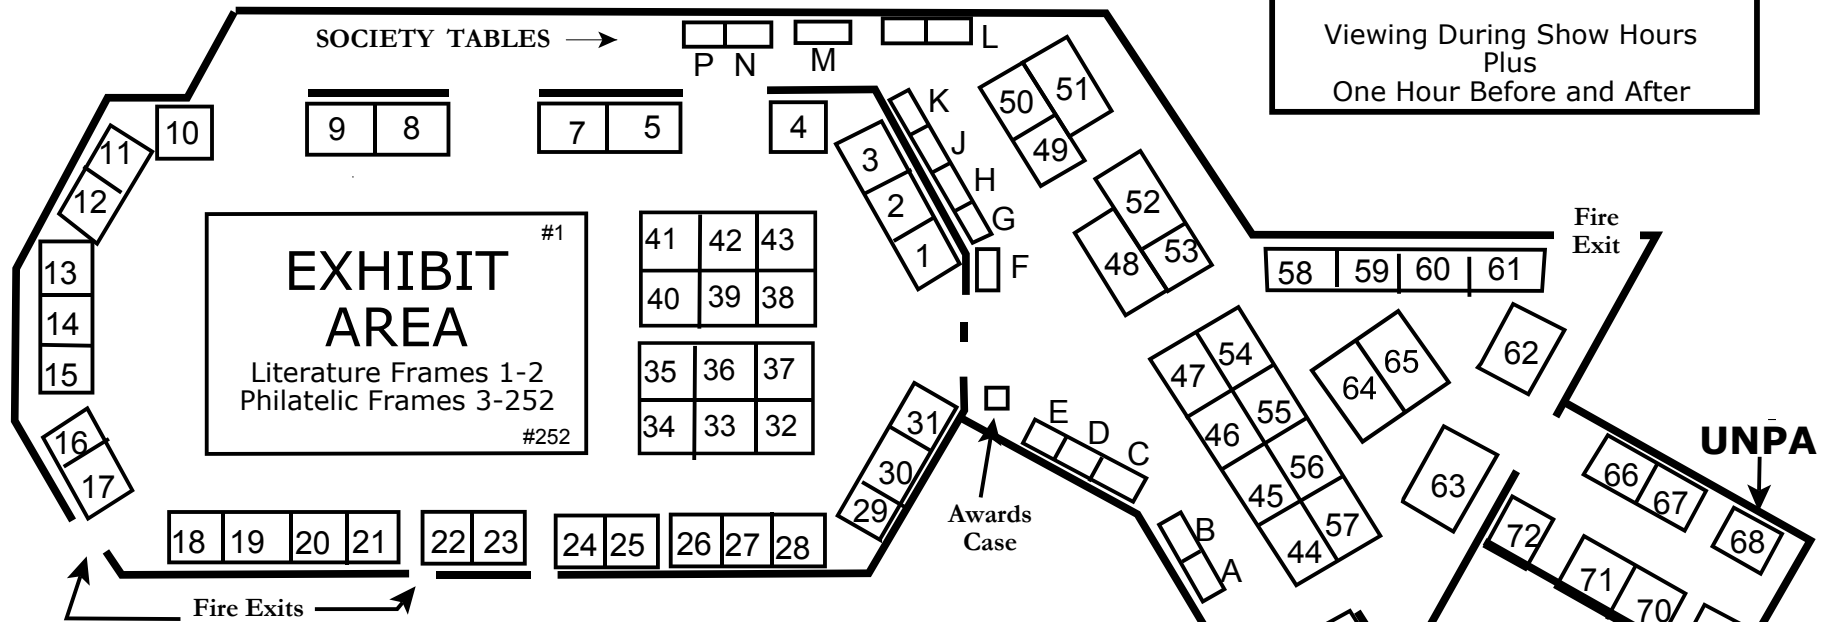 SOCIETY TABLES
P N
M
L
Viewing During Show Hours
Plus
One Hour Before and After
K
J
H
G
F
50 51
49
52
48 53
10
9 8
7 5
4
3
2
1
11
12
13
14
15
16
17
#1
EXHIBIT
AREA
Literature Frames 1-2
Philatelic Frames 3-252
#252
41 42 43
40 39 38
35 36 37
34 33 32
31
30
29
18 19 20 21
22 23
24 25
26 27 28
Fire Exits
Awards
Case
E
D
C
B
A
Fire
Exit
58 59 60 61
47 54
46 55
45 56
44 57
64 65
62
63
UNPA
66 67
68
72
71
70